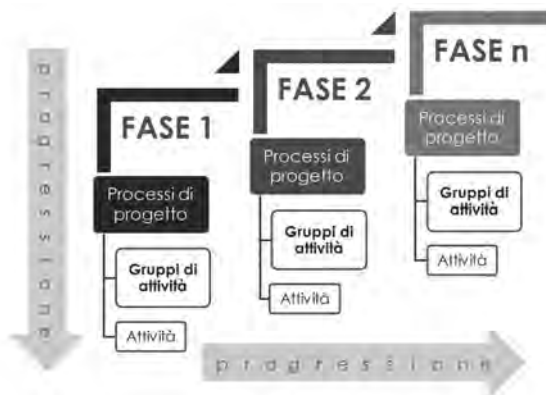 progressione
FASE 1
Processi di
progetto
Gruppi di
attività
Attività
FASE 2
Processi di
progetto
Gruppi di
attività
Attività
FASE n
Processi di
progetto
Gruppi di
attività
Attività
progressione